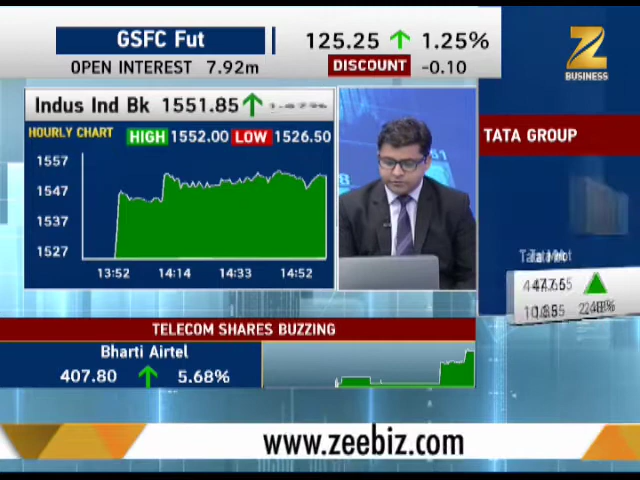 GSFC Fut 125.25 1.25%
OPEN INTEREST 7.92m DISCOUNT -0.10
Z
BUSINESS
Indus Ind Bk 1551.85
HOURLY CHART HIGH 1552.00 LOW 1526.50
1557
1547
1537
1527
13:52 14:14 14:33 14:52
TATA GROUP
TELECOM SHARES BUZZING
Bharti Airtel
407.80 5.68%
www.zeebiz.com